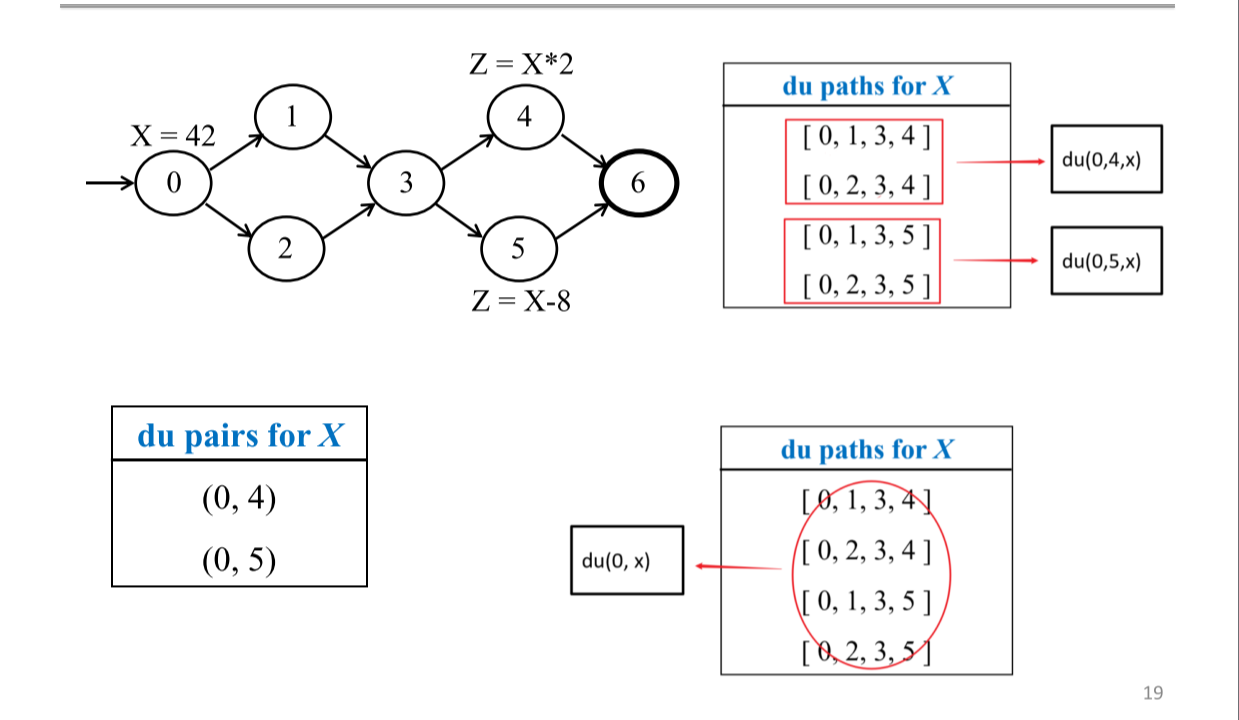 Z = X*2
1
4
X = 42
0
3
6
2
5
Z = X-8
du paths for X
[ 0, 1, 3, 4 ]
[ 0, 2, 3, 4 ]
[ 0, 1, 3, 5 ]
[ 0, 2, 3, 5 ]
du(0,4,x)
du(0,5,x)
du pairs for X
(0, 4)
(0, 5)
du(0, x)
du paths for X
[ 0, 1, 3, 4 ]
[ 0, 2, 3, 4 ]
[ 0, 1, 3, 5 ]
[ 0, 2, 3, 5 ]
19